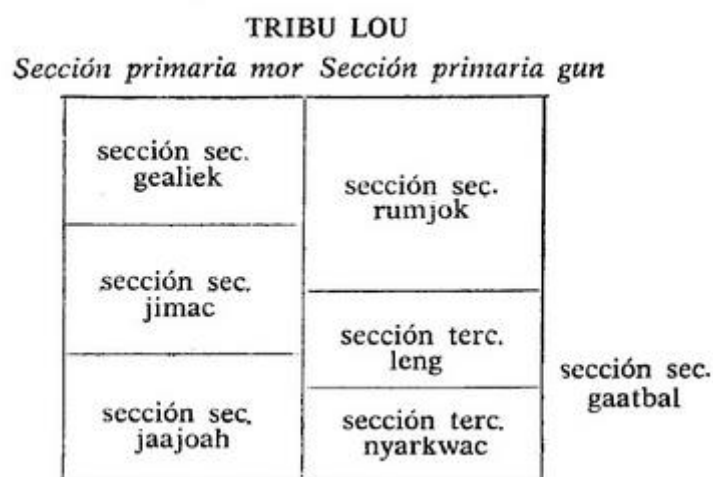 TRIBU LOU
Sección primaria mor Sección primaria gun
sección sec.
gealiek
sección sec.
jimac
sección sec.
jaajoah
sección sec.
rumjok
sección terc.
leng
sección terc.
nyarkwac
sección sec.
gaatbal